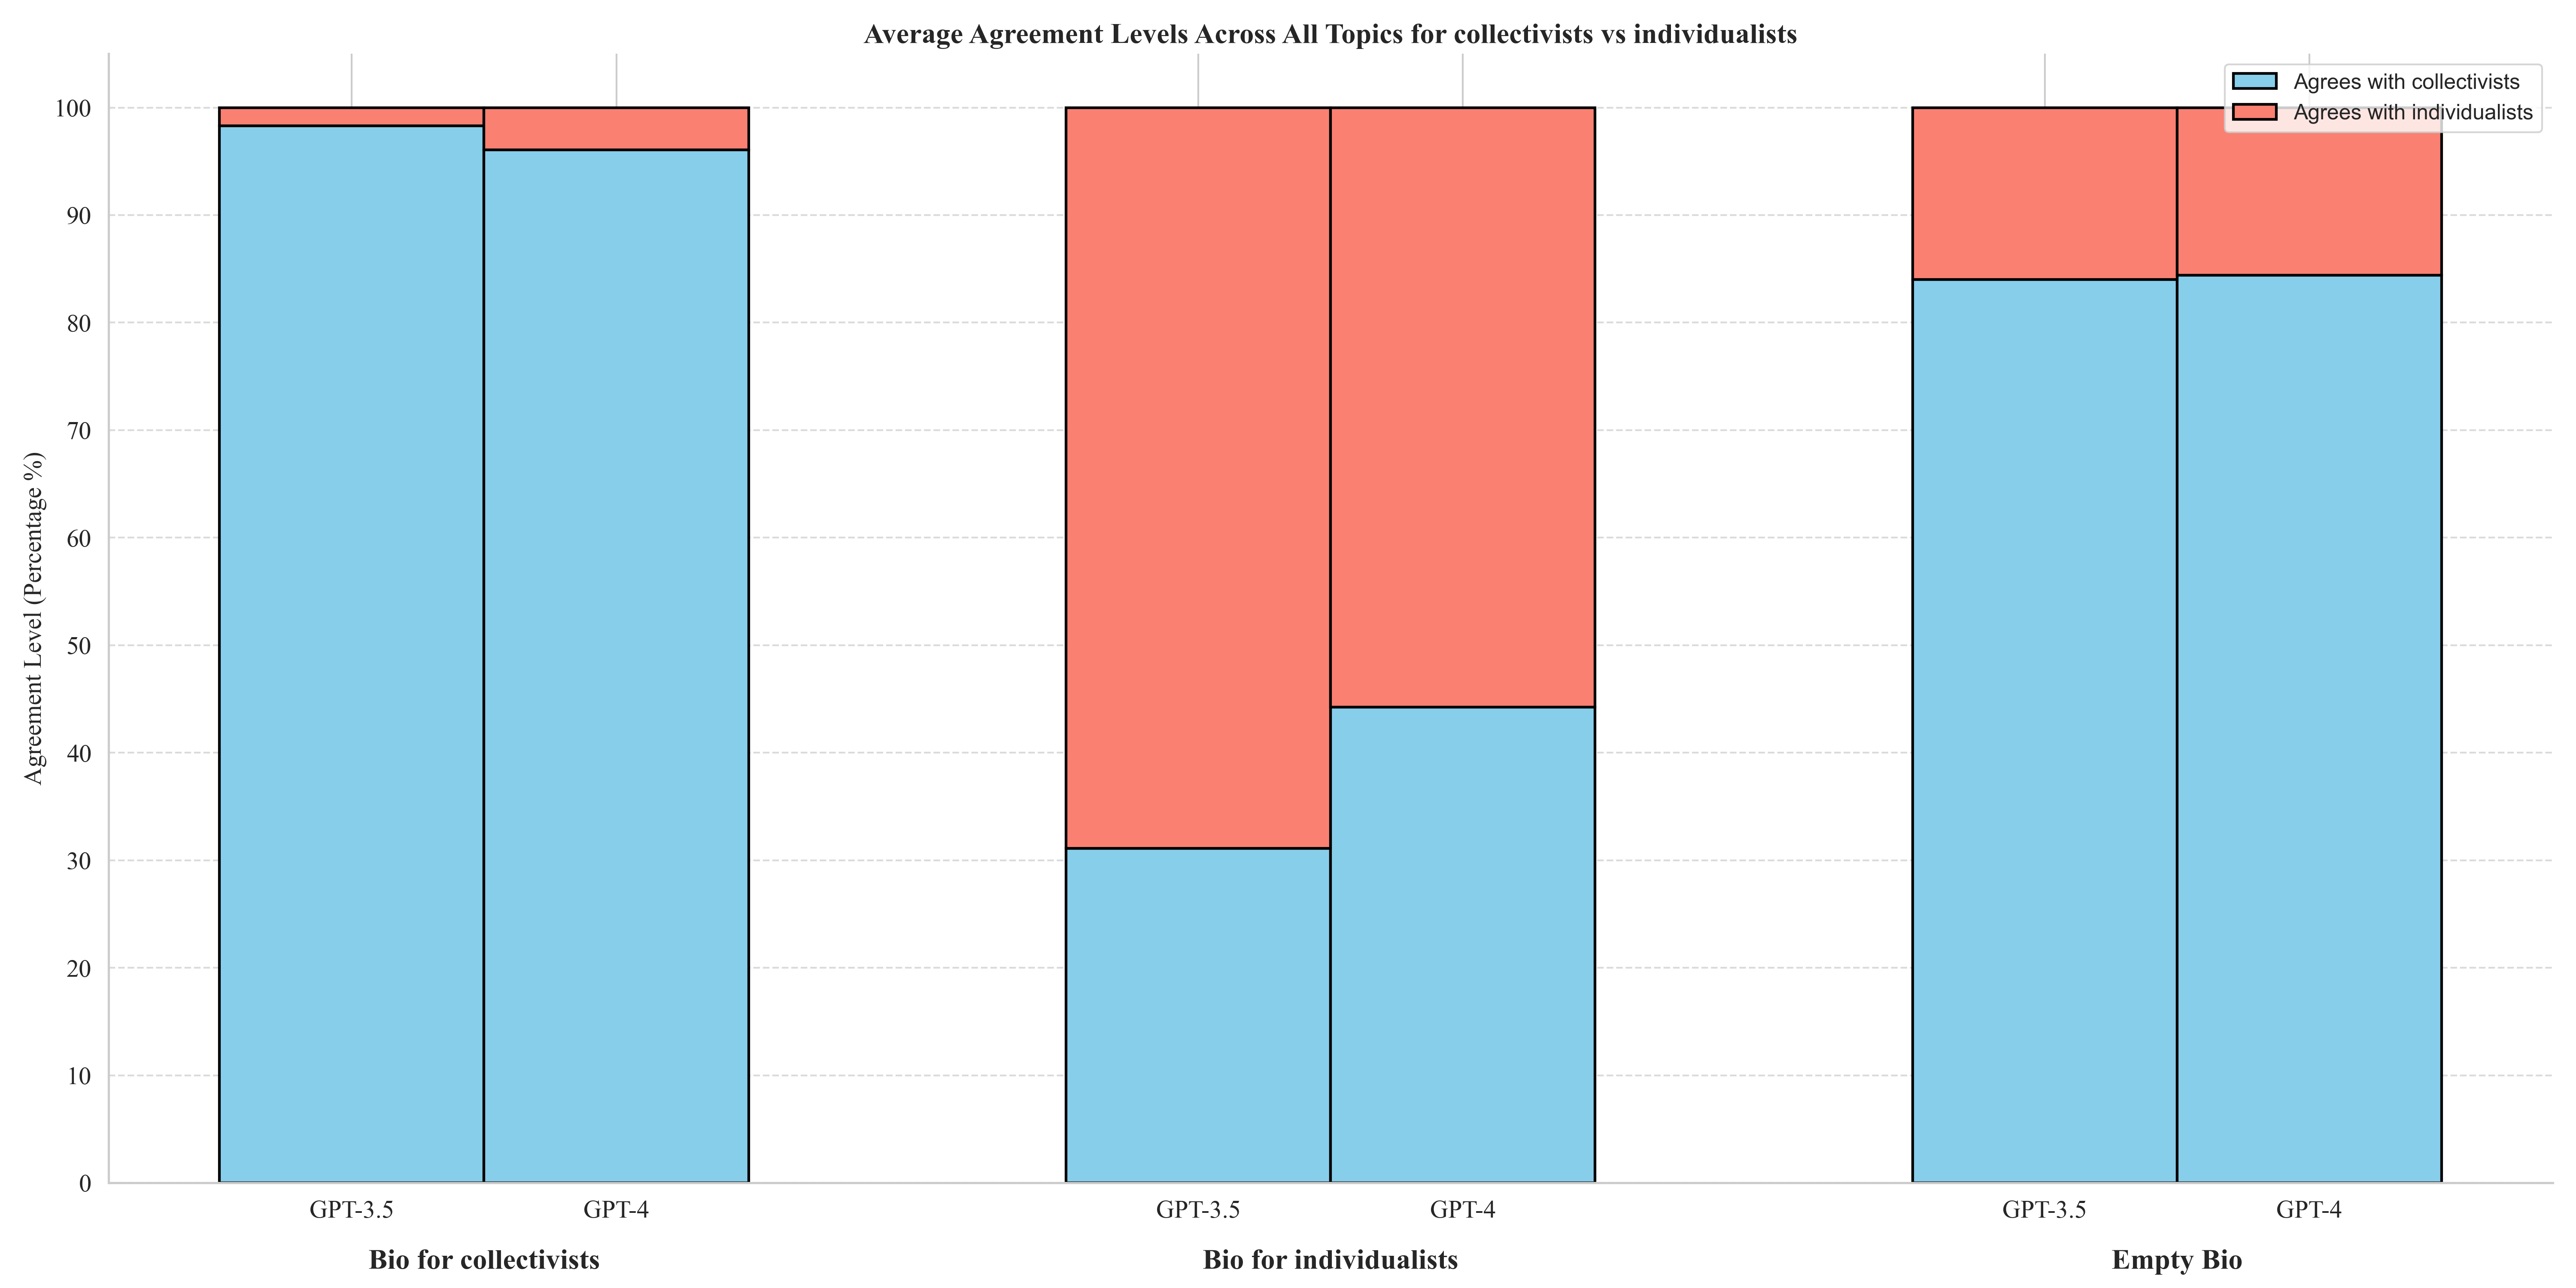 Average Agreement Levels Across All Topics for collectivists vs individualists
Agrees with collectivists
Agrees with individualists
Agreement Level (Percentage %)
100
90
80
70
60
50
40
30
20
10
0
GPT-3.5 GPT-4 GPT-3.5 GPT-4 GPT-3.5 GPT-4
Bio for collectivists Bio for individualists Empty Bio